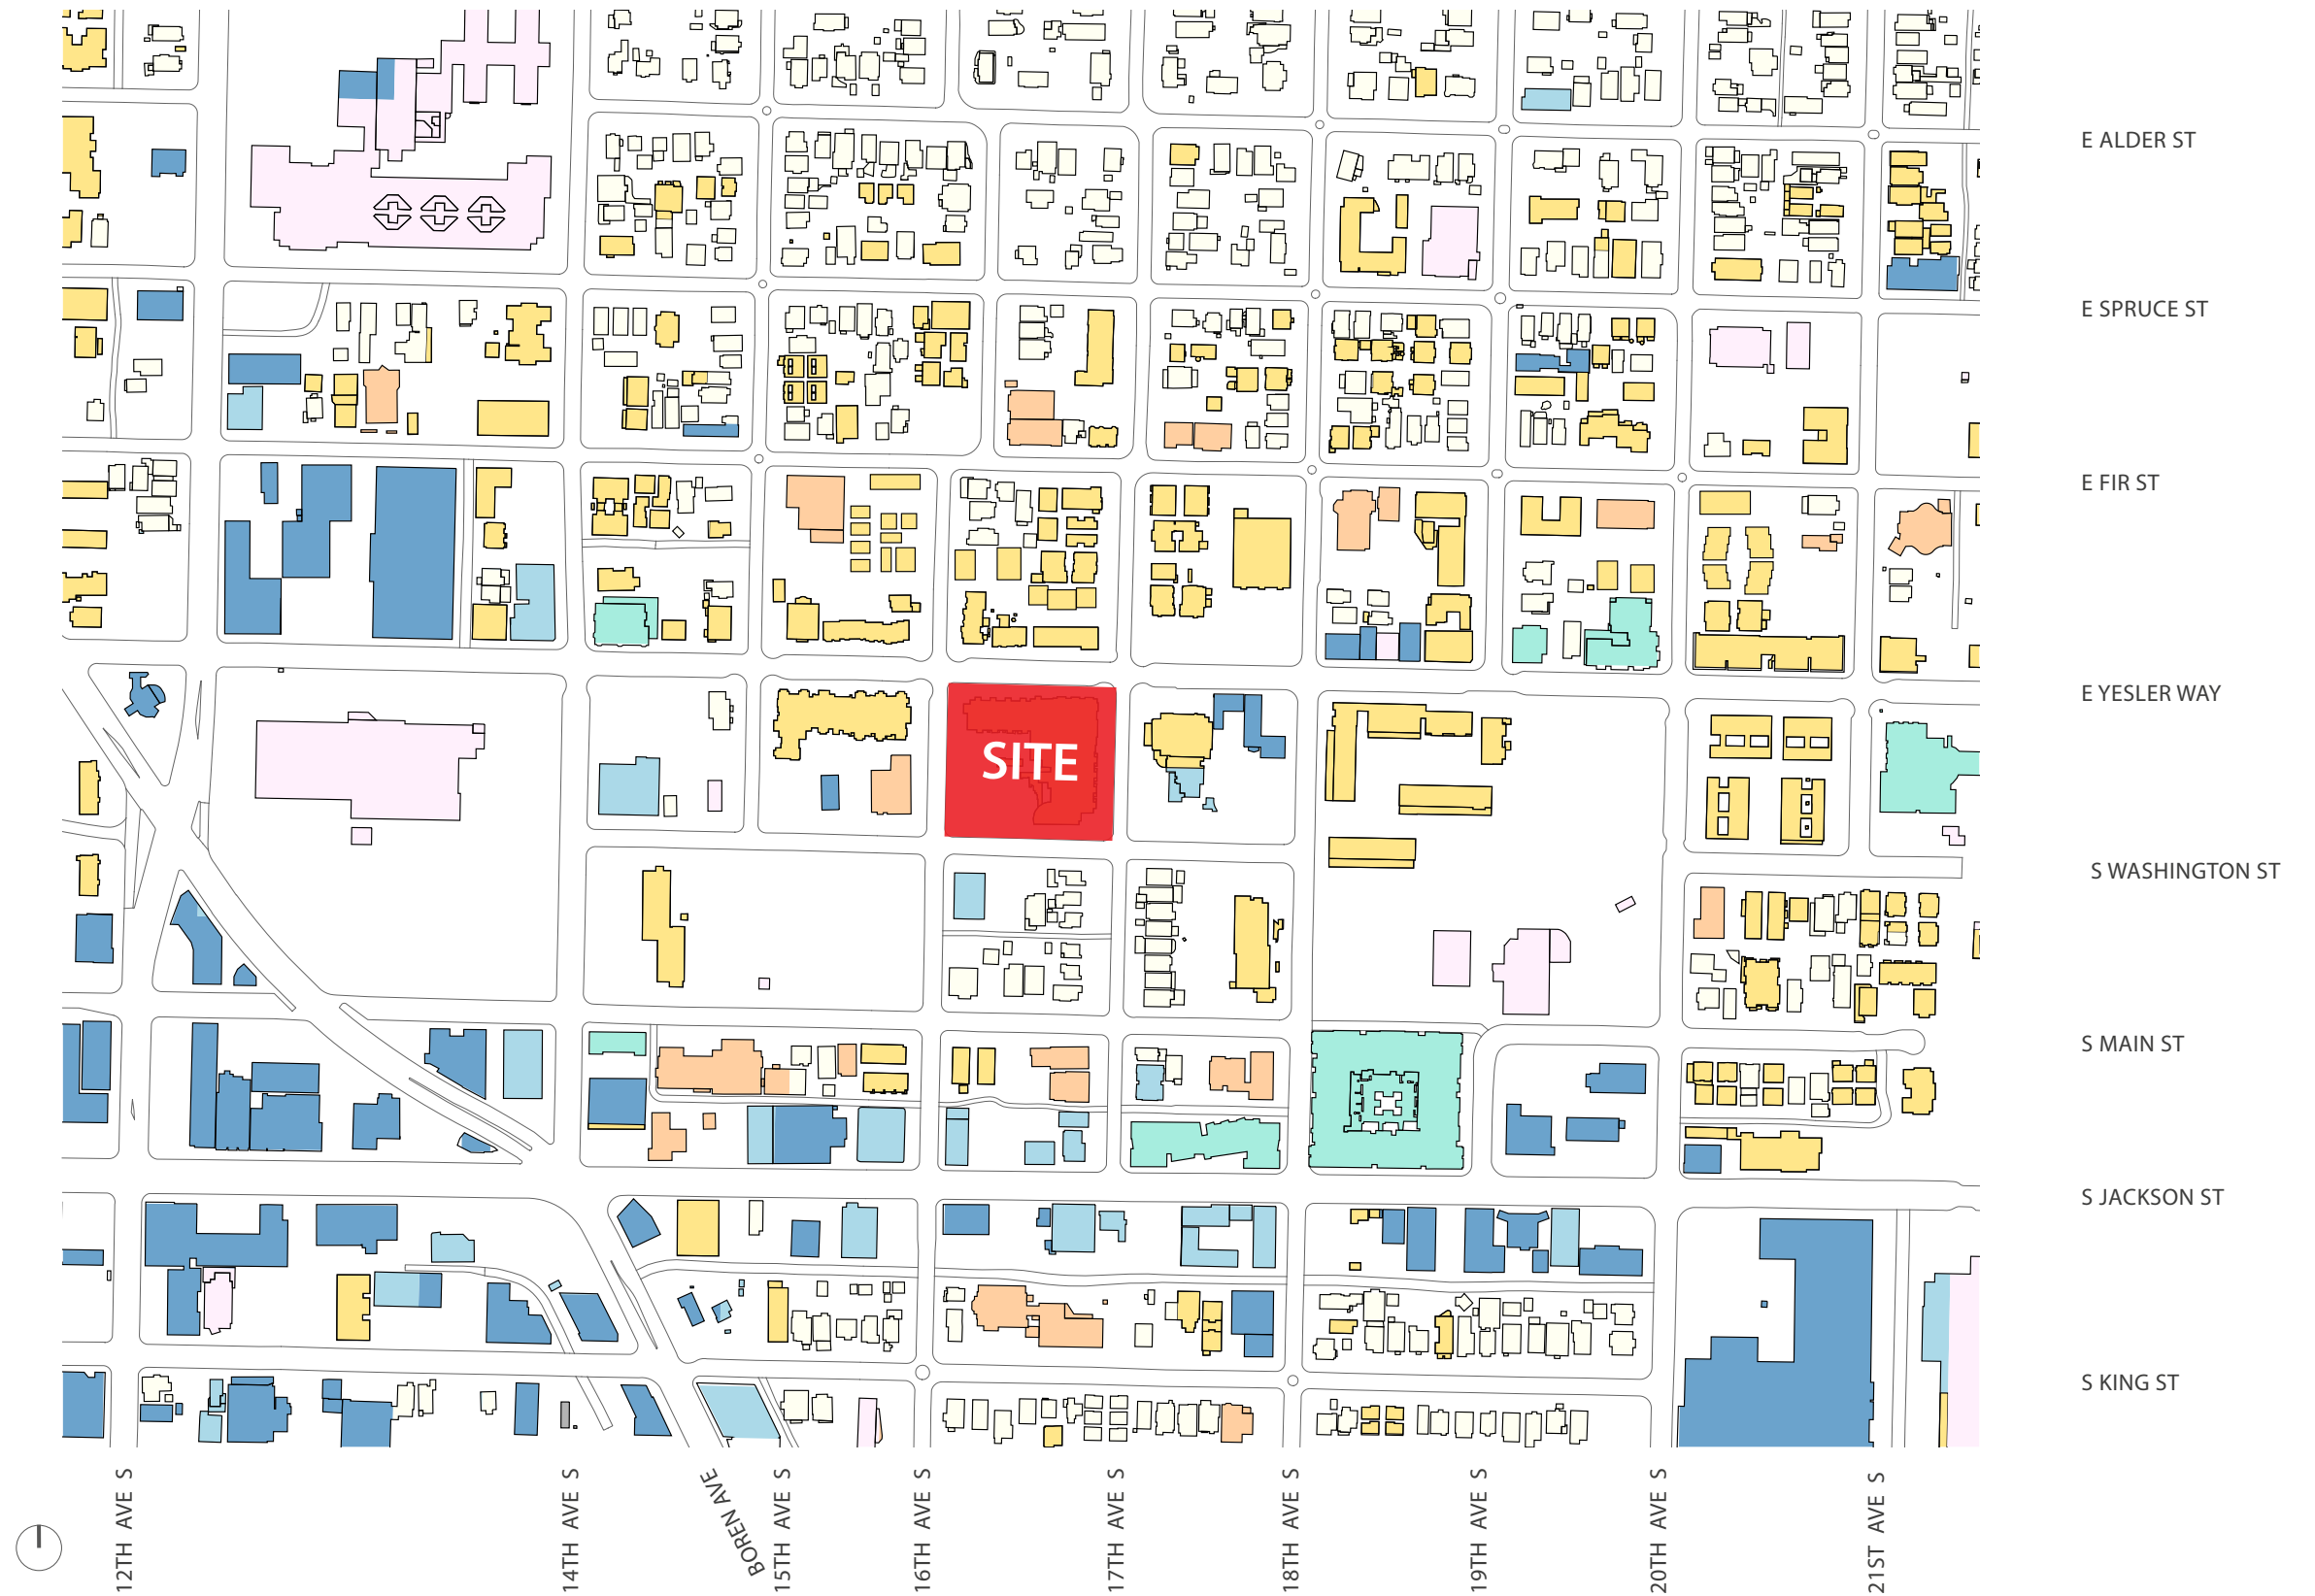 E ALDER ST
E SPRUCE ST
E FIR ST
E YESLER WAY
SITE
S WASHINGTON ST
S MAIN ST
S JACKSON ST
S KING ST
12TH AVE S
14TH AVE S
BOREN AVE
15TH AVE S
16TH AVE S
17TH AVE S
18TH AVE S
19TH AVE S
20TH AVE S
21ST AVE S